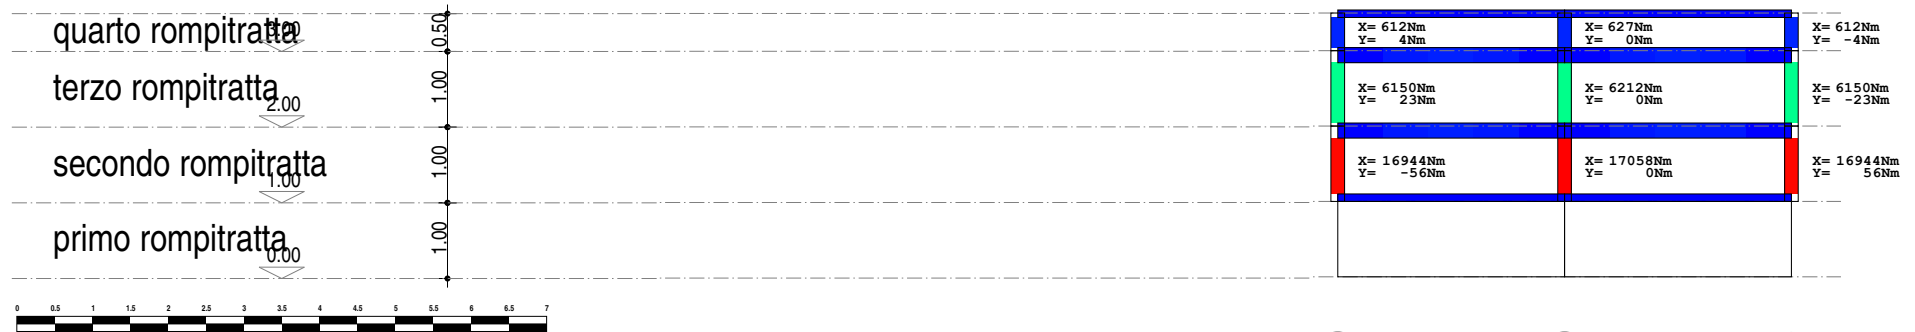 quarto rompitratta
3.00
0.50
X= 612Nm
Y= 4Nm
X= 627Nm
Y= 0Nm
X= 612Nm
Y= -4Nm
terzo rompitratta
2.00
1.00
X= 6150Nm
Y= 23Nm
X= 6212Nm
Y= 0Nm
X= 6150Nm
Y= -23Nm
secondo rompitratta
1.00
1.00
X= 16944Nm
Y= -56Nm
X= 17058Nm
Y= 0Nm
X= 16944Nm
Y= 56Nm
primo rompitratta
0.00
1.00
0 0.5 1 1.5 2 2.5 3 3.5 4 4.5 5 5.5 6 6.5 7